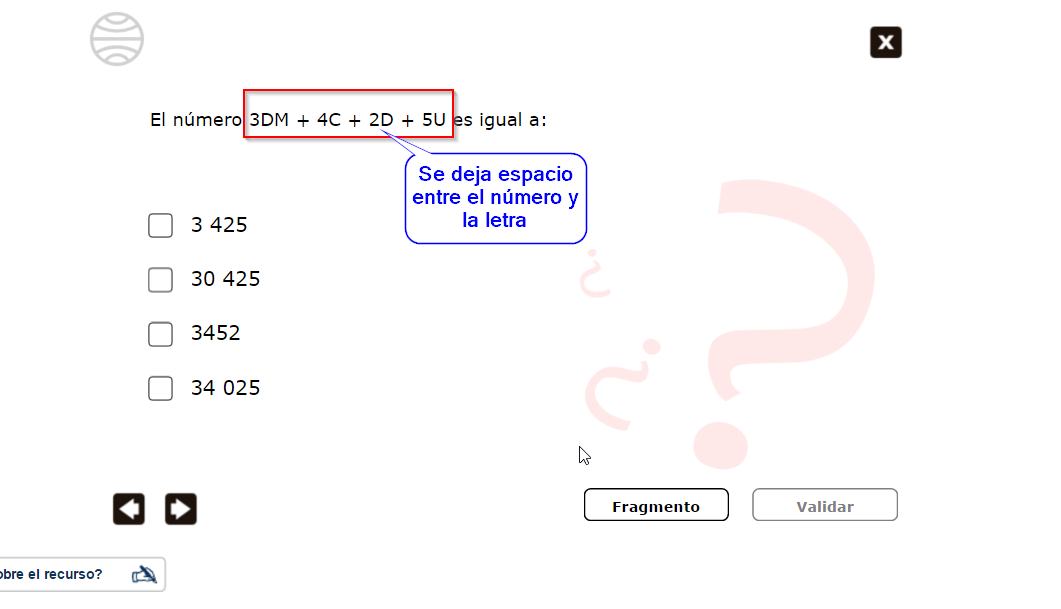 El número 3DM + 4C + 2D + 5U es igual a:
Se deja espacio
entre el número y
la letra
3 425
30 425
3452
34 025
Fragmento
Validar
obre el recurso?